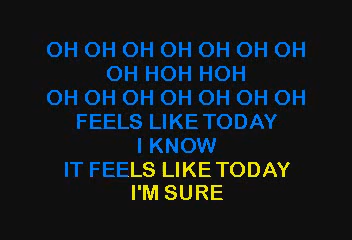 OH OH OH OH OH OH OH
OH HOH HOH
OH OH OH OH OH OH OH
FEELS LIKE TODAY
I KNOW
IT FEELS LIKE TODAY
I'M SURE